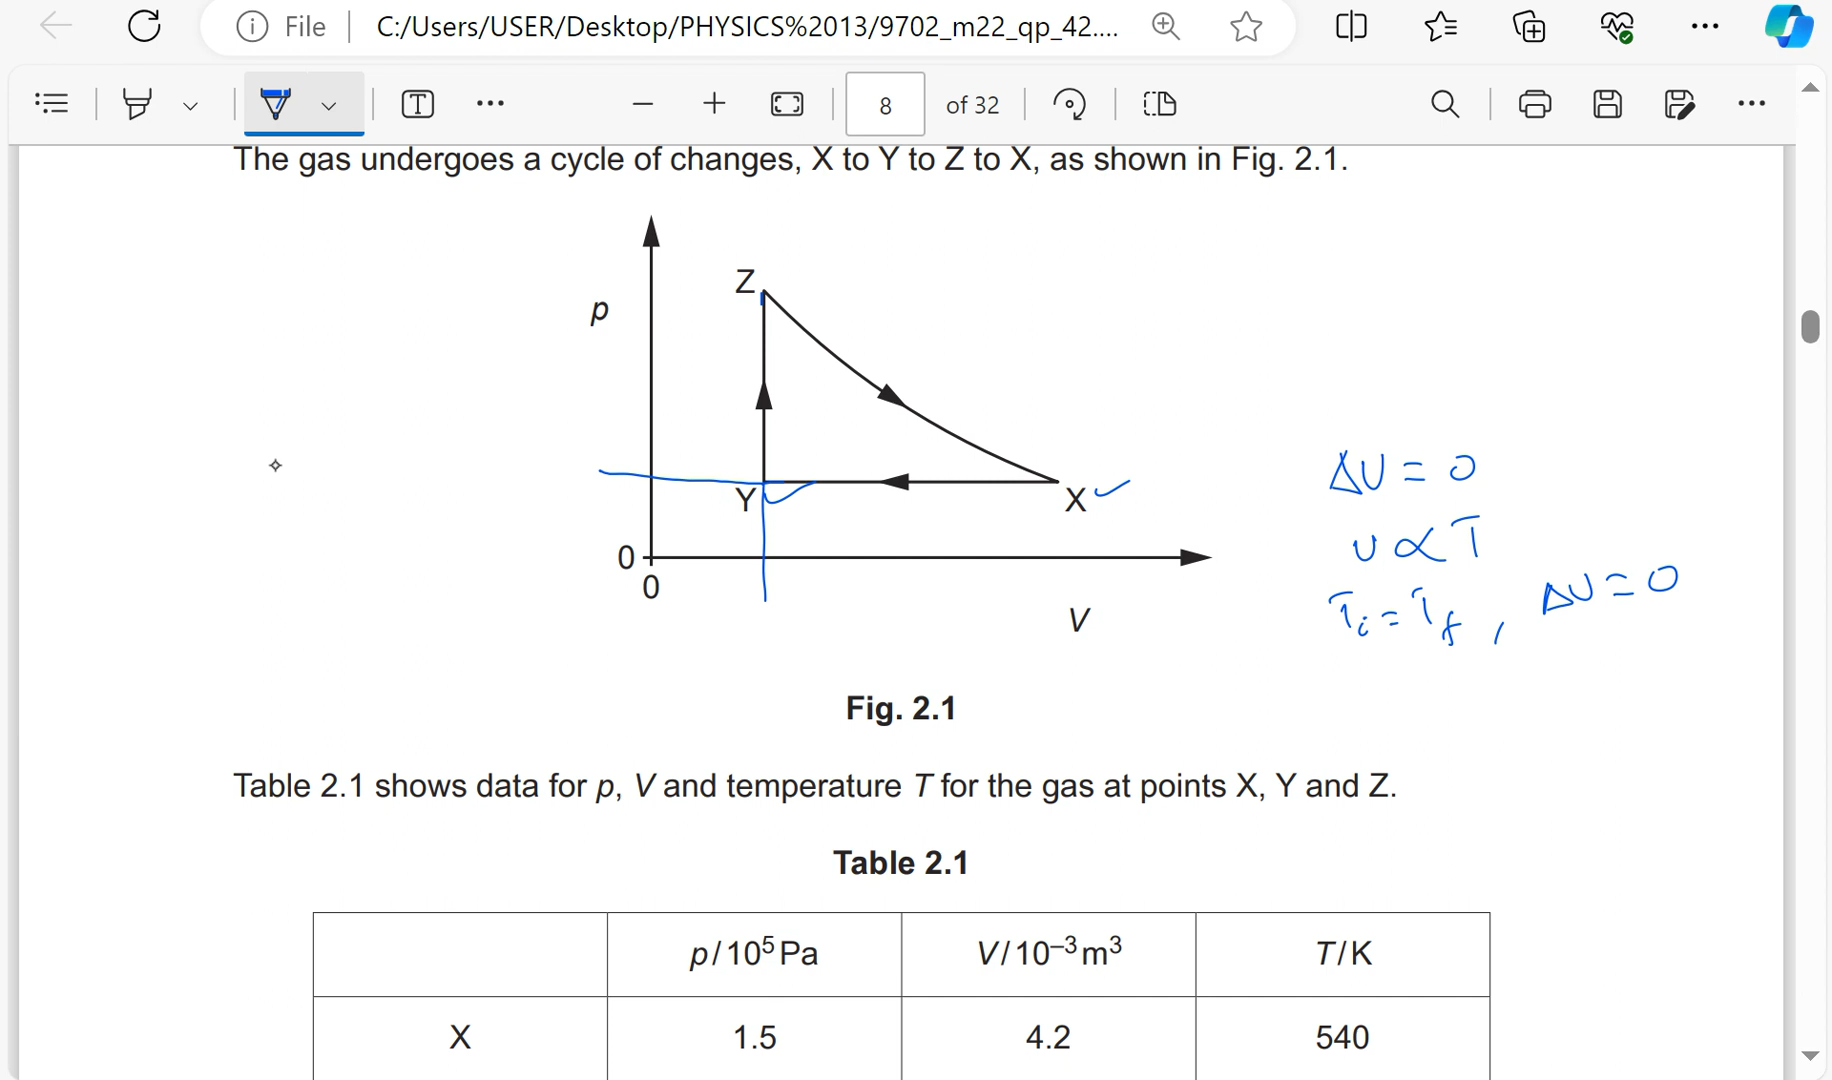 File
C:/Users/USER/Desktop/PHYSICS%2013/9702_m22_qp_42....
8 of 32
The gas undergoes a cycle of changes, X to Y to Z to X, as shown in Fig. 2.1.
Z
p
Y
X
0
0
V
ΔU = 0
U ∝ T
Ti = Tf , ΔU = 0
Fig. 2.1
Table 2.1 shows data for p, V and temperature T for the gas at points X, Y and Z.
Table 2.1
p/10⁵ Pa V/10⁻³ m³ T/K
X 1.5 4.2 540